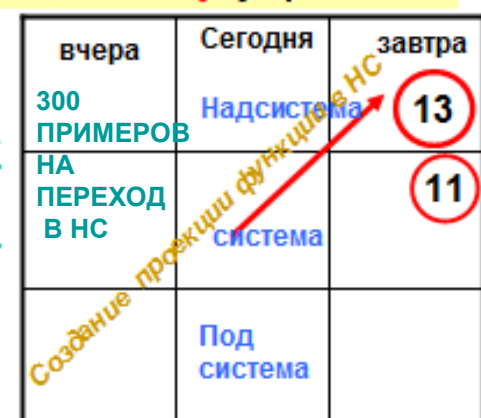 вчера
Сегодня
завтра
300
ПРИМЕРОВ
НА
ПЕРЕХОД
В НС
Надсистема
13
11
система
Создание проекции функции в НС
Под
система